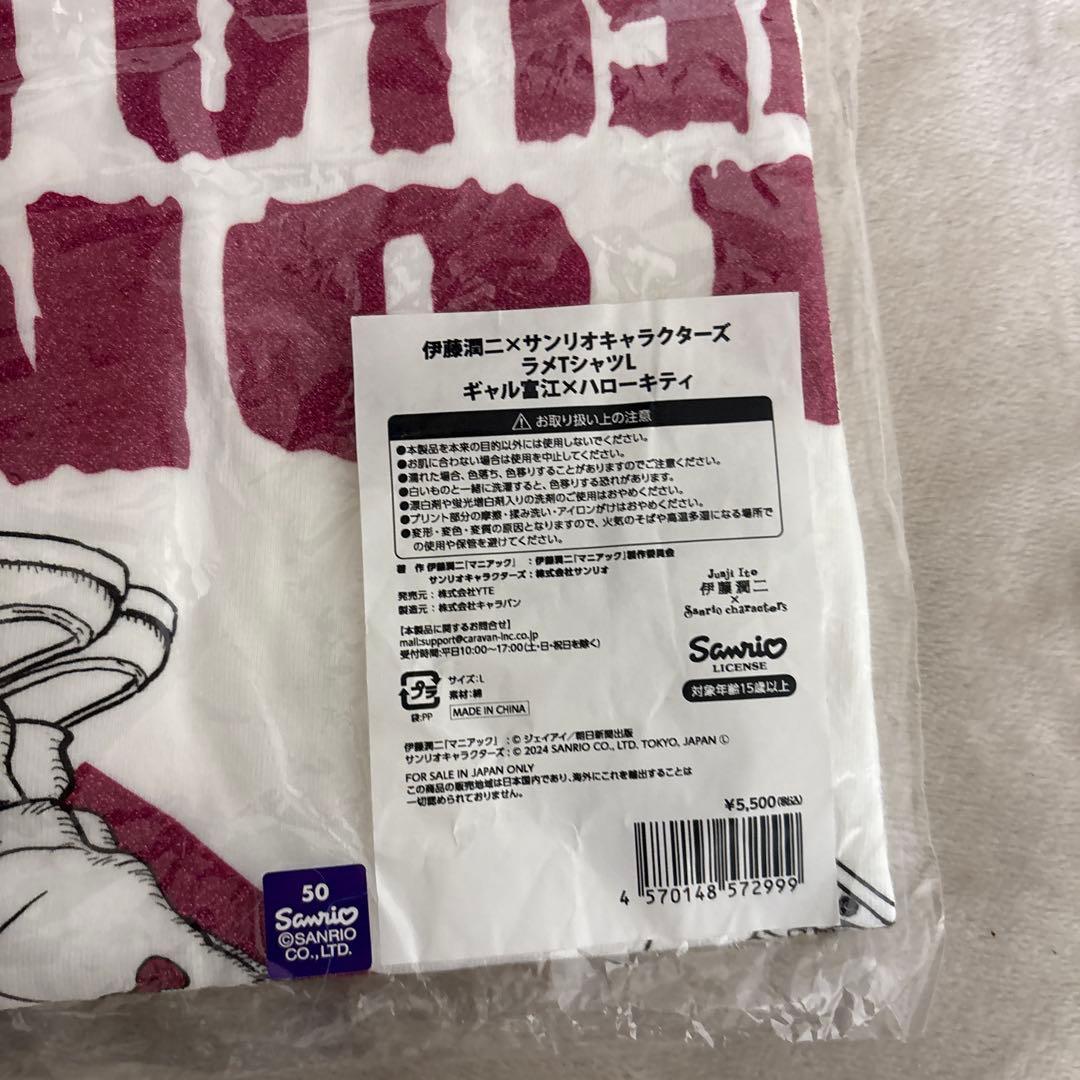 伊藤潤二×サンリオキャラクターズ
ラメTシャツL
ギャル富江×ハローキティ
お取り扱い上の注意
●本製品を本来の目的以外には使用しないでください。
●お肌に合わない場合は使用を中止してください。
●濡れた場合、色落ち、色移りすることがありますのでご注意ください。
●白いものと一緒に洗濯すると、色移りする恐れがあります。
●漂白剤や蛍光増白剤入りの洗剤のご使用はおやめください。
●プリント部分の摩擦・揉み洗い・アイロンがけはおやめください。
●変形・変色・変質の原因となりますので、火気のそばや高温多湿になる場所で
の使用や保管を避けてください。
著 作 伊藤潤二『マニアック』 : 伊藤潤二『マニアック』製作委員会
サンリオキャラクターズ : 株式会社サンリオ
発売元 : 株式会社YTE
製造元 : 株式会社キャラバン
【本製品に関するお問合せ】
mail:support@caravan-inc.co.jp
受付時間:平日10:00～17:00(土・日・祝日を除く)
Junji Ito
伊藤潤二
×
Sanrio characters
Sanrio
LICENSE
対象年齢15歳以上
プラ
袋:PP
サイズ:L
素材:綿
MADE IN CHINA
伊藤潤二『マニアック』 : © ジェイアイ/朝日新聞出版
サンリオキャラクターズ : © 2024 SANRIO CO., LTD. TOKYO, JAPAN Ⓛ
FOR SALE IN JAPAN ONLY
この商品の販売地域は日本国内であり、海外にこれを輸出することは
一切認められておりません。
¥5,500(税込)
4 570148 572999
50
Sanrio
©SANRIO
CO., LTD.